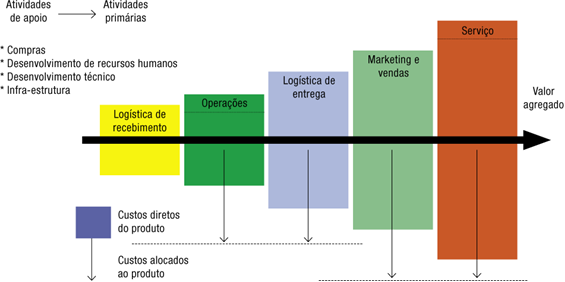 Atividades
de apoio
Atividades
primárias
* Compras
* Desenvolvimento de recursos humanos
* Desenvolvimento técnico
* Infra-estrutura
Logística de
recebimento
Operações
Logística de
entrega
Marketing e
vendas
Serviço
Valor
agregado
Custos diretos
do produto
Custos alocados
ao produto